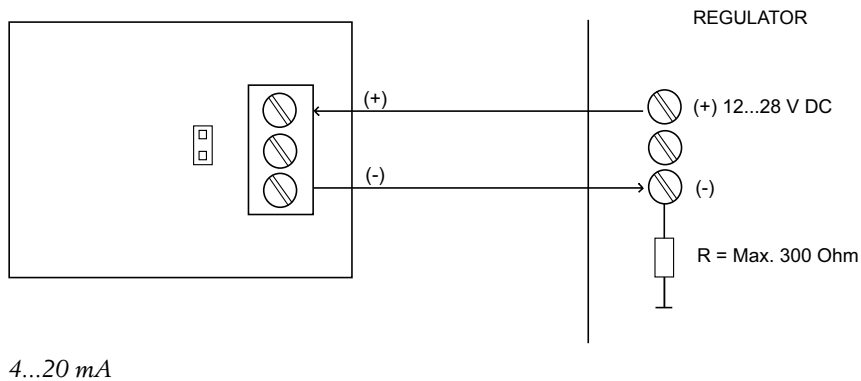 REGULATOR
(+)
(+) 12...28 V DC
(-)
(-)
R = Max. 300 Ohm
4...20 mA